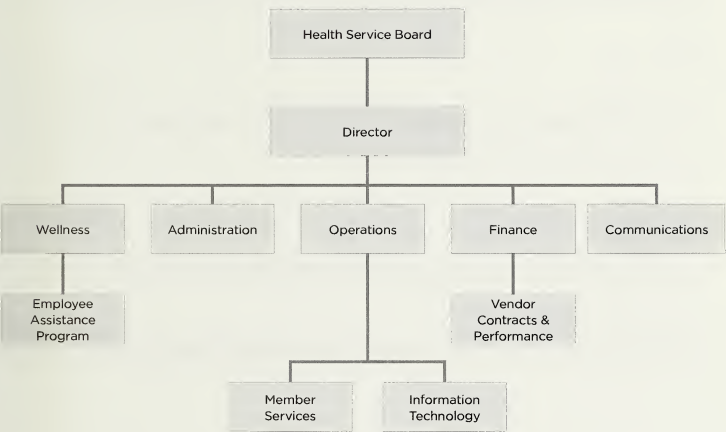 Health Service Board
Director
Wellness
Administration
Operations
Finance
Communications
Employee
Assistance
Program
Vendor
Contracts &
Performance
Member
Services
Information
Technology